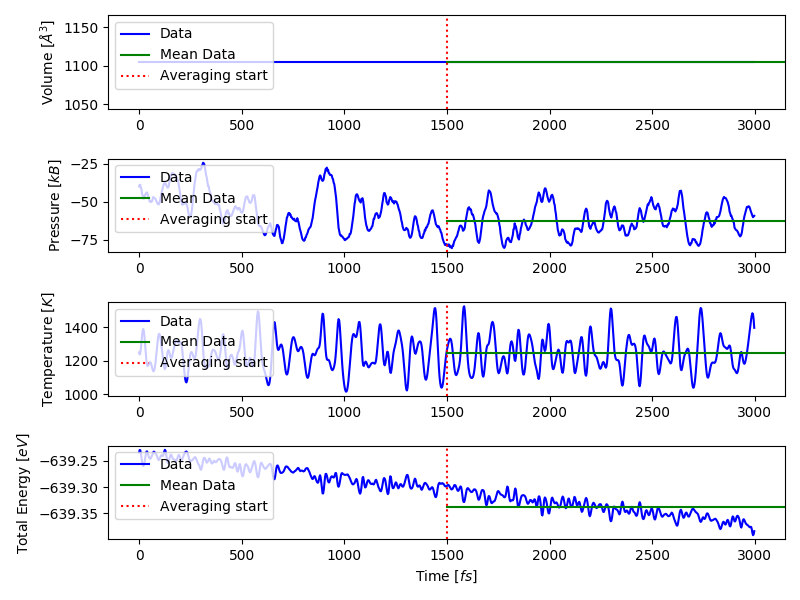 Volume [Å³]
1150
1100
1050
Data
Mean Data
Averaging start
0 500 1000 1500 2000 2500 3000
Pressure [kB]
−25
−50
−75
Data
Mean Data
Averaging start
0 500 1000 1500 2000 2500 3000
Temperature [K]
1400
1200
1000
Data
Mean Data
Averaging start
0 500 1000 1500 2000 2500 3000
Total Energy [eV]
−639.25
−639.30
−639.35
Data
Mean Data
Averaging start
0 500 1000 1500 2000 2500 3000
Time [fs]